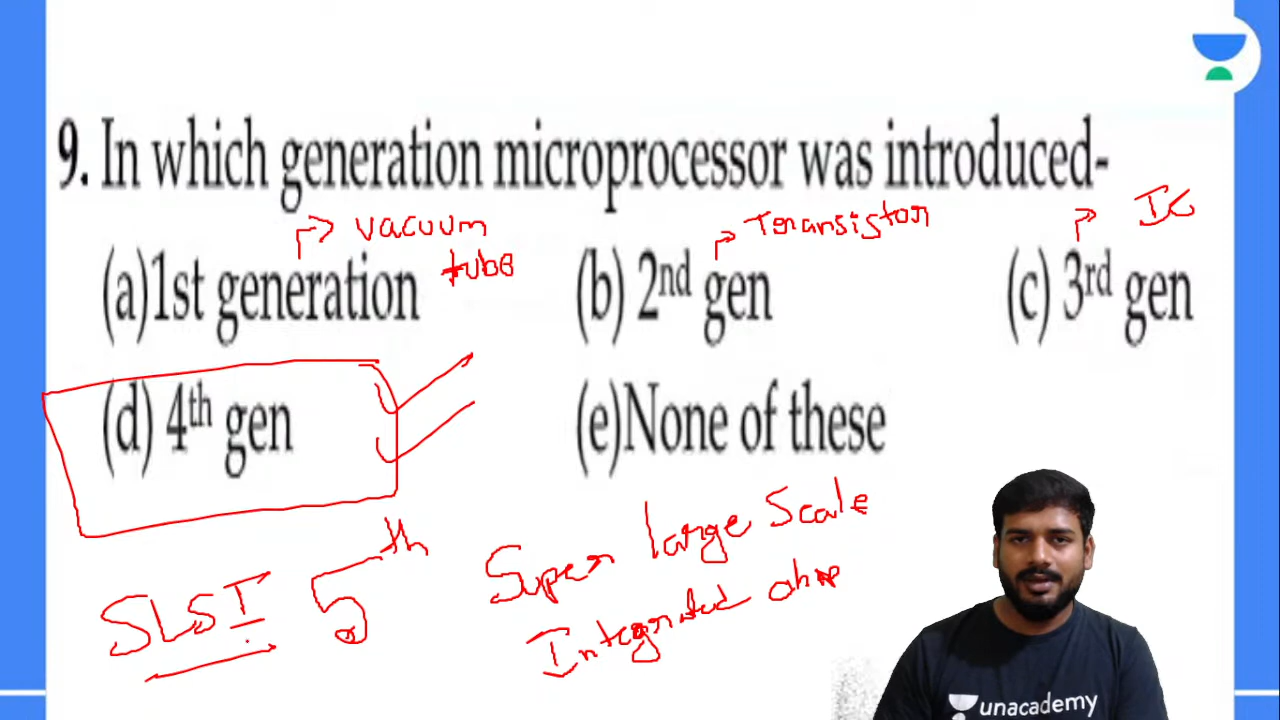 9. In which generation microprocessor was introduced-
vacuum tube
Transistor
IC
(a)1st generation (b) 2nd gen (c) 3rd gen
(d) 4th gen (e)None of these
SLSI 5th
Super large Scale
Integrated chip
unacademy